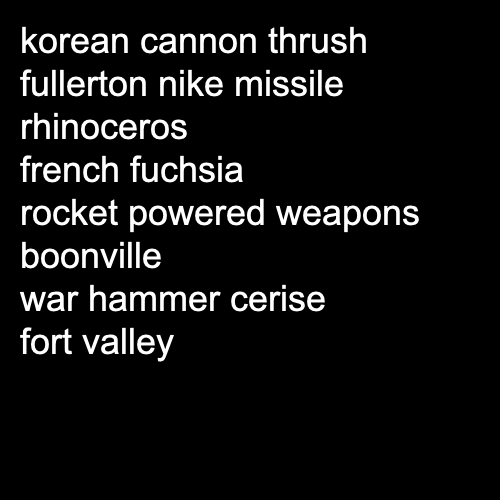 korean cannon thrush
fullerton nike missile
rhinoceros
french fuchsia
rocket powered weapons
boonville
war hammer cerise
fort valley